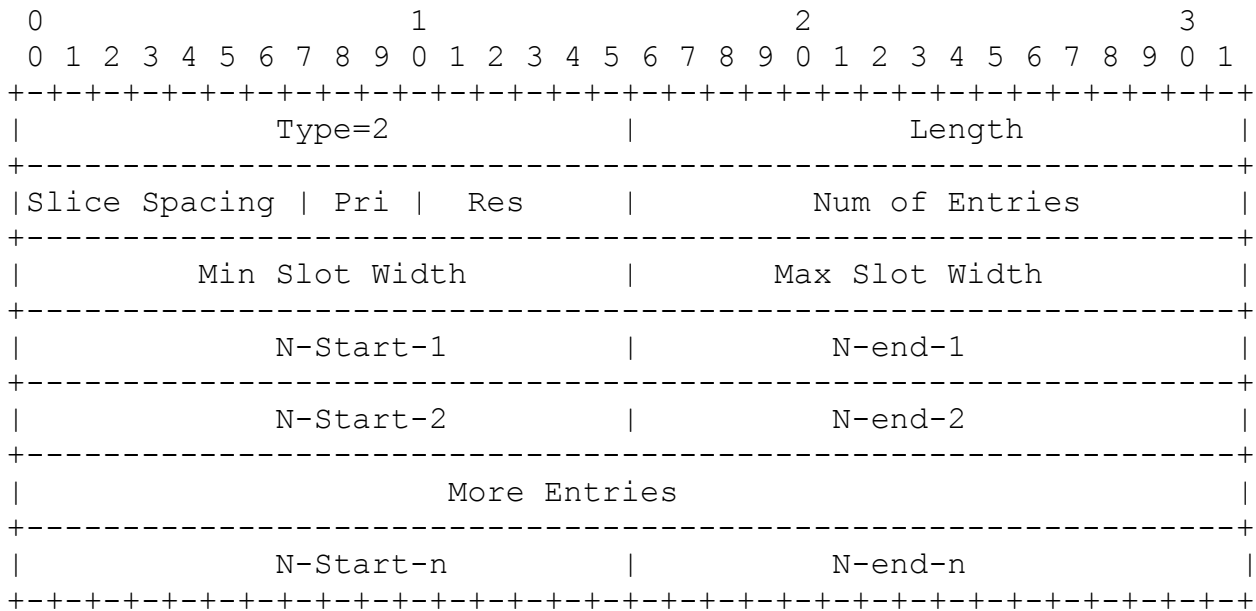 0                   1                   2                   3
 0 1 2 3 4 5 6 7 8 9 0 1 2 3 4 5 6 7 8 9 0 1 2 3 4 5 6 7 8 9 0 1
+-+-+-+-+-+-+-+-+-+-+-+-+-+-+-+-+-+-+-+-+-+-+-+-+-+-+-+-+-+-+-+-+
|             Type=2            |              Length           |
+---------------------------------------------------------------+
|Slice Spacing | Pri |  Res     |         Num of Entries        |
+---------------------------------------------------------------+
|         Min Slot Width        |       Max Slot Width          |
+---------------------------------------------------------------+
|             N-Start-1         |          N-end-1              |
+---------------------------------------------------------------+
|             N-Start-2         |          N-end-2              |
+---------------------------------------------------------------+
|                      More Entries                             |
+---------------------------------------------------------------+
|             N-Start-n         |          N-end-n              |
+-+-+-+-+-+-+-+-+-+-+-+-+-+-+-+-+-+-+-+-+-+-+-+-+-+-+-+-+-+-+-+-+